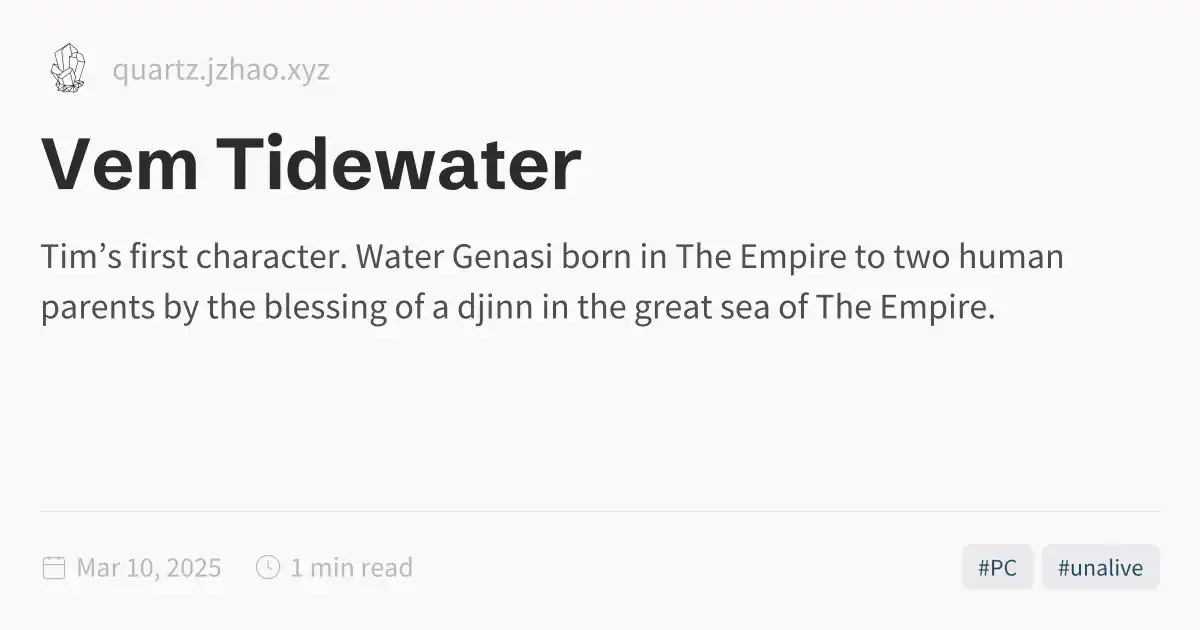 quartz.jzhao.xyz
Vem Tidewater
Tim’s first character. Water Genasi born in The Empire to two human
parents by the blessing of a djinn in the great sea of The Empire.
Mar 10, 2025 1 min read #PC #unalive